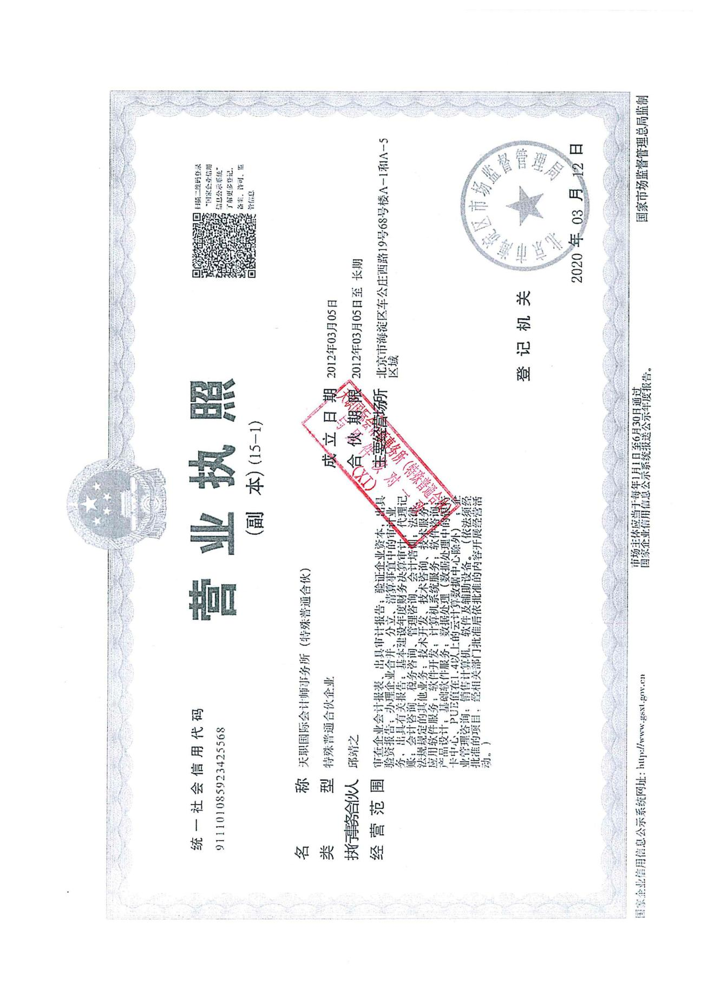 统一社会信用代码
911101085923425568
营业执照
(副 本)(15-1)
扫描二维码登录
“国家企业信用
信息公示系统”
了解更多登记、
备案、许可、监
管信息
名称 天职国际会计师事务所（特殊普通合伙）
类型 特殊普通合伙企业
执行事务合伙人 邱靖之
经营范围 审查企业会计报表、出具审计报告；验证企业资本，出具
验资报告；办理企业合并、分立、清算事宜中的审计业
务，出具有关报告；基本建设年度财务决算审计；代理记
账；会计咨询、税务咨询、管理咨询、会计培训；法律、
法规规定的其他业务；技术开发、技术咨询、技术服务；
应用软件服务；软件开发；计算机系统服务；软件咨询；
产品设计；基础软件服务；数据处理（数据处理中的银行
卡中心、PUE值在1.4以上的云计算数据中心除外）；企
业管理咨询；销售计算机、软件及辅助设备。（依法须经
批准的项目，经相关部门批准后依批准的内容开展经营活
动。）
成立日期 2012年03月05日
合伙期限 2012年03月05日至 长期
主要经营场所 北京市海淀区车公庄西路19号68号楼A-1和A-5
区域
天职国际会计师事务所（特殊普通合伙）
与原件核对一致
(XI)
登记机关
北京市海淀区市场监督管理局
2020 年 03 月 12 日
国家企业信用信息公示系统网址：http://www.gsxt.gov.cn
市场主体应当于每年1月1日至6月30日通过
国家企业信用信息公示系统报送公示年度报告。
国家市场监督管理总局监制